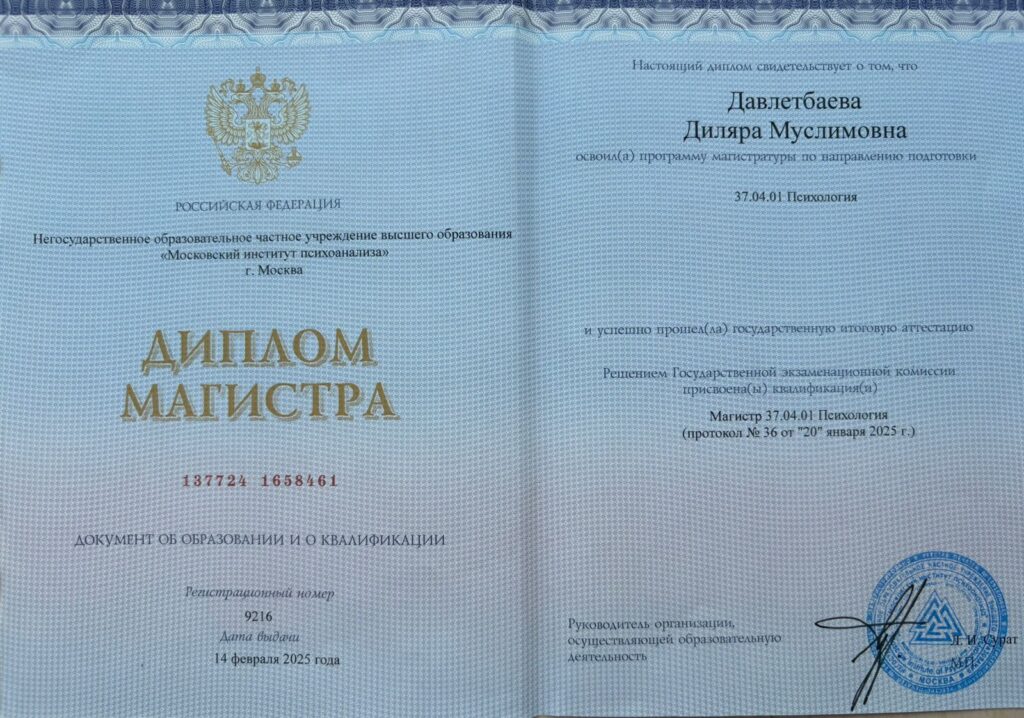 РОССИЙСКАЯ ФЕДЕРАЦИЯ
Негосударственное образовательное частное учреждение высшего образования
«Московский институт психоанализа»
г. Москва
ДИПЛОМ
МАГИСТРА
137724 1658461
ДОКУМЕНТ ОБ ОБРАЗОВАНИИ И О КВАЛИФИКАЦИИ
Регистрационный номер
9216
Дата выдачи
14 февраля 2025 года
Настоящий диплом свидетельствует о том, что
Давлетбаева
Диляра Муслимовна
освоил(а) программу магистратуры по направлению подготовки
37.04.01 Психология
и успешно прошел(ла) государственную итоговую аттестацию
Решением Государственной экзаменационной комиссии
присвоена(ы) квалификация(и)
Магистр 37.04.01 Психология
(протокол № 36 от "20" января 2025 г.)
Руководитель организации,
осуществляющей образовательную
деятельность
Л. И. Сурат
М.П.
МОСКВА